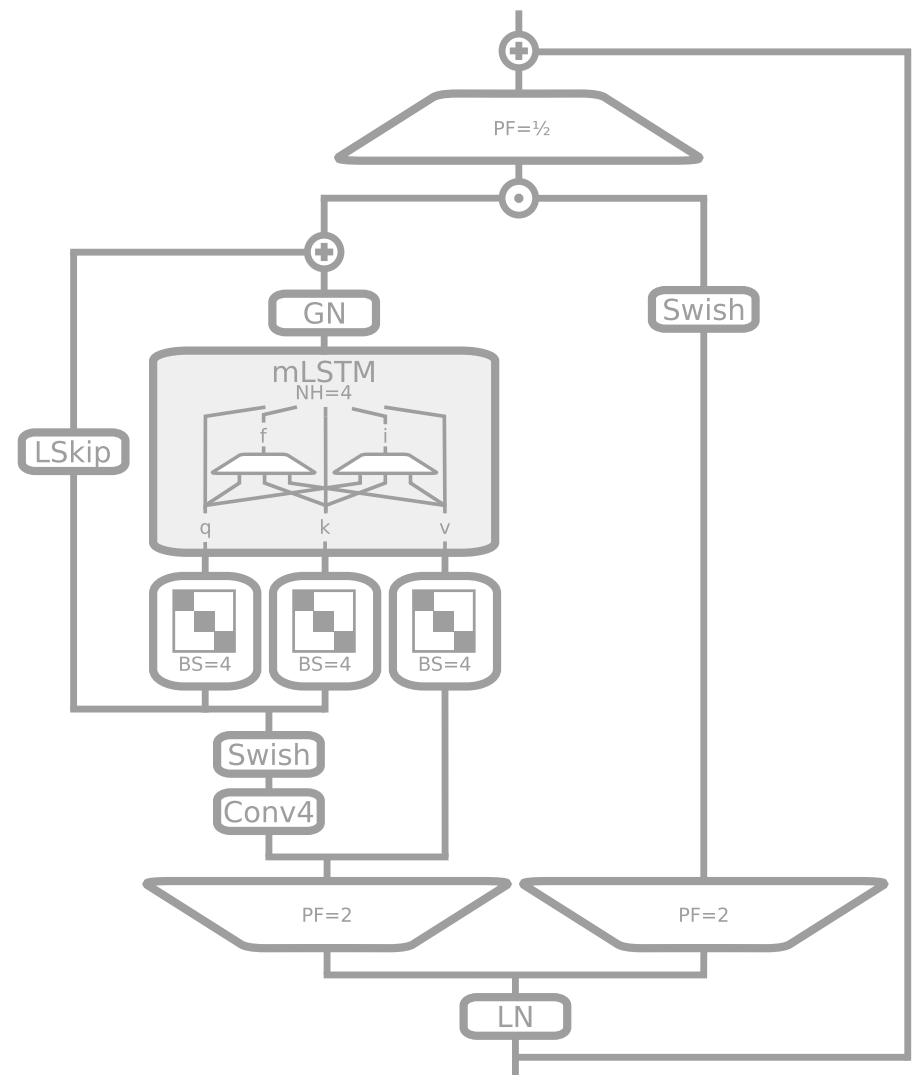 PF=½
GN
Swish
mLSTM
NH=4
f i
LSkip
q k v
BS=4 BS=4 BS=4
Swish
Conv4
PF=2 PF=2
LN